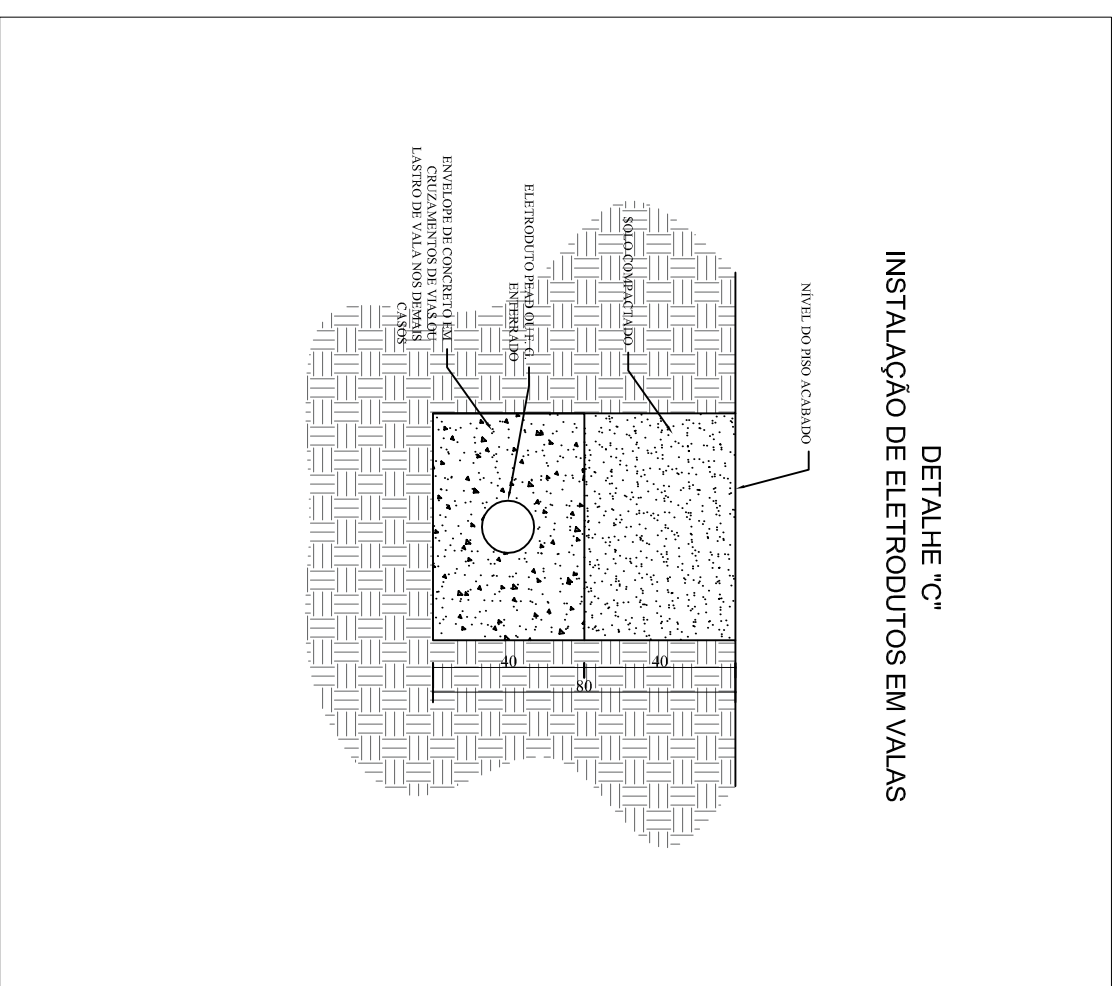 DETALHE "C"
INSTALAÇÃO DE ELETRODUTOS EM VALAS
NÍVEL DO PISO ACABADO
SOLO COMPACTADO
ELETRODUTO PEAD OU F. G.
ENTERRADO
ENVELOPE DE CONCRETO EM
CRUZAMENTOS DE VIAS OU
LASTRO DE VALA NOS DEMAIS
CASOS
40
40
80